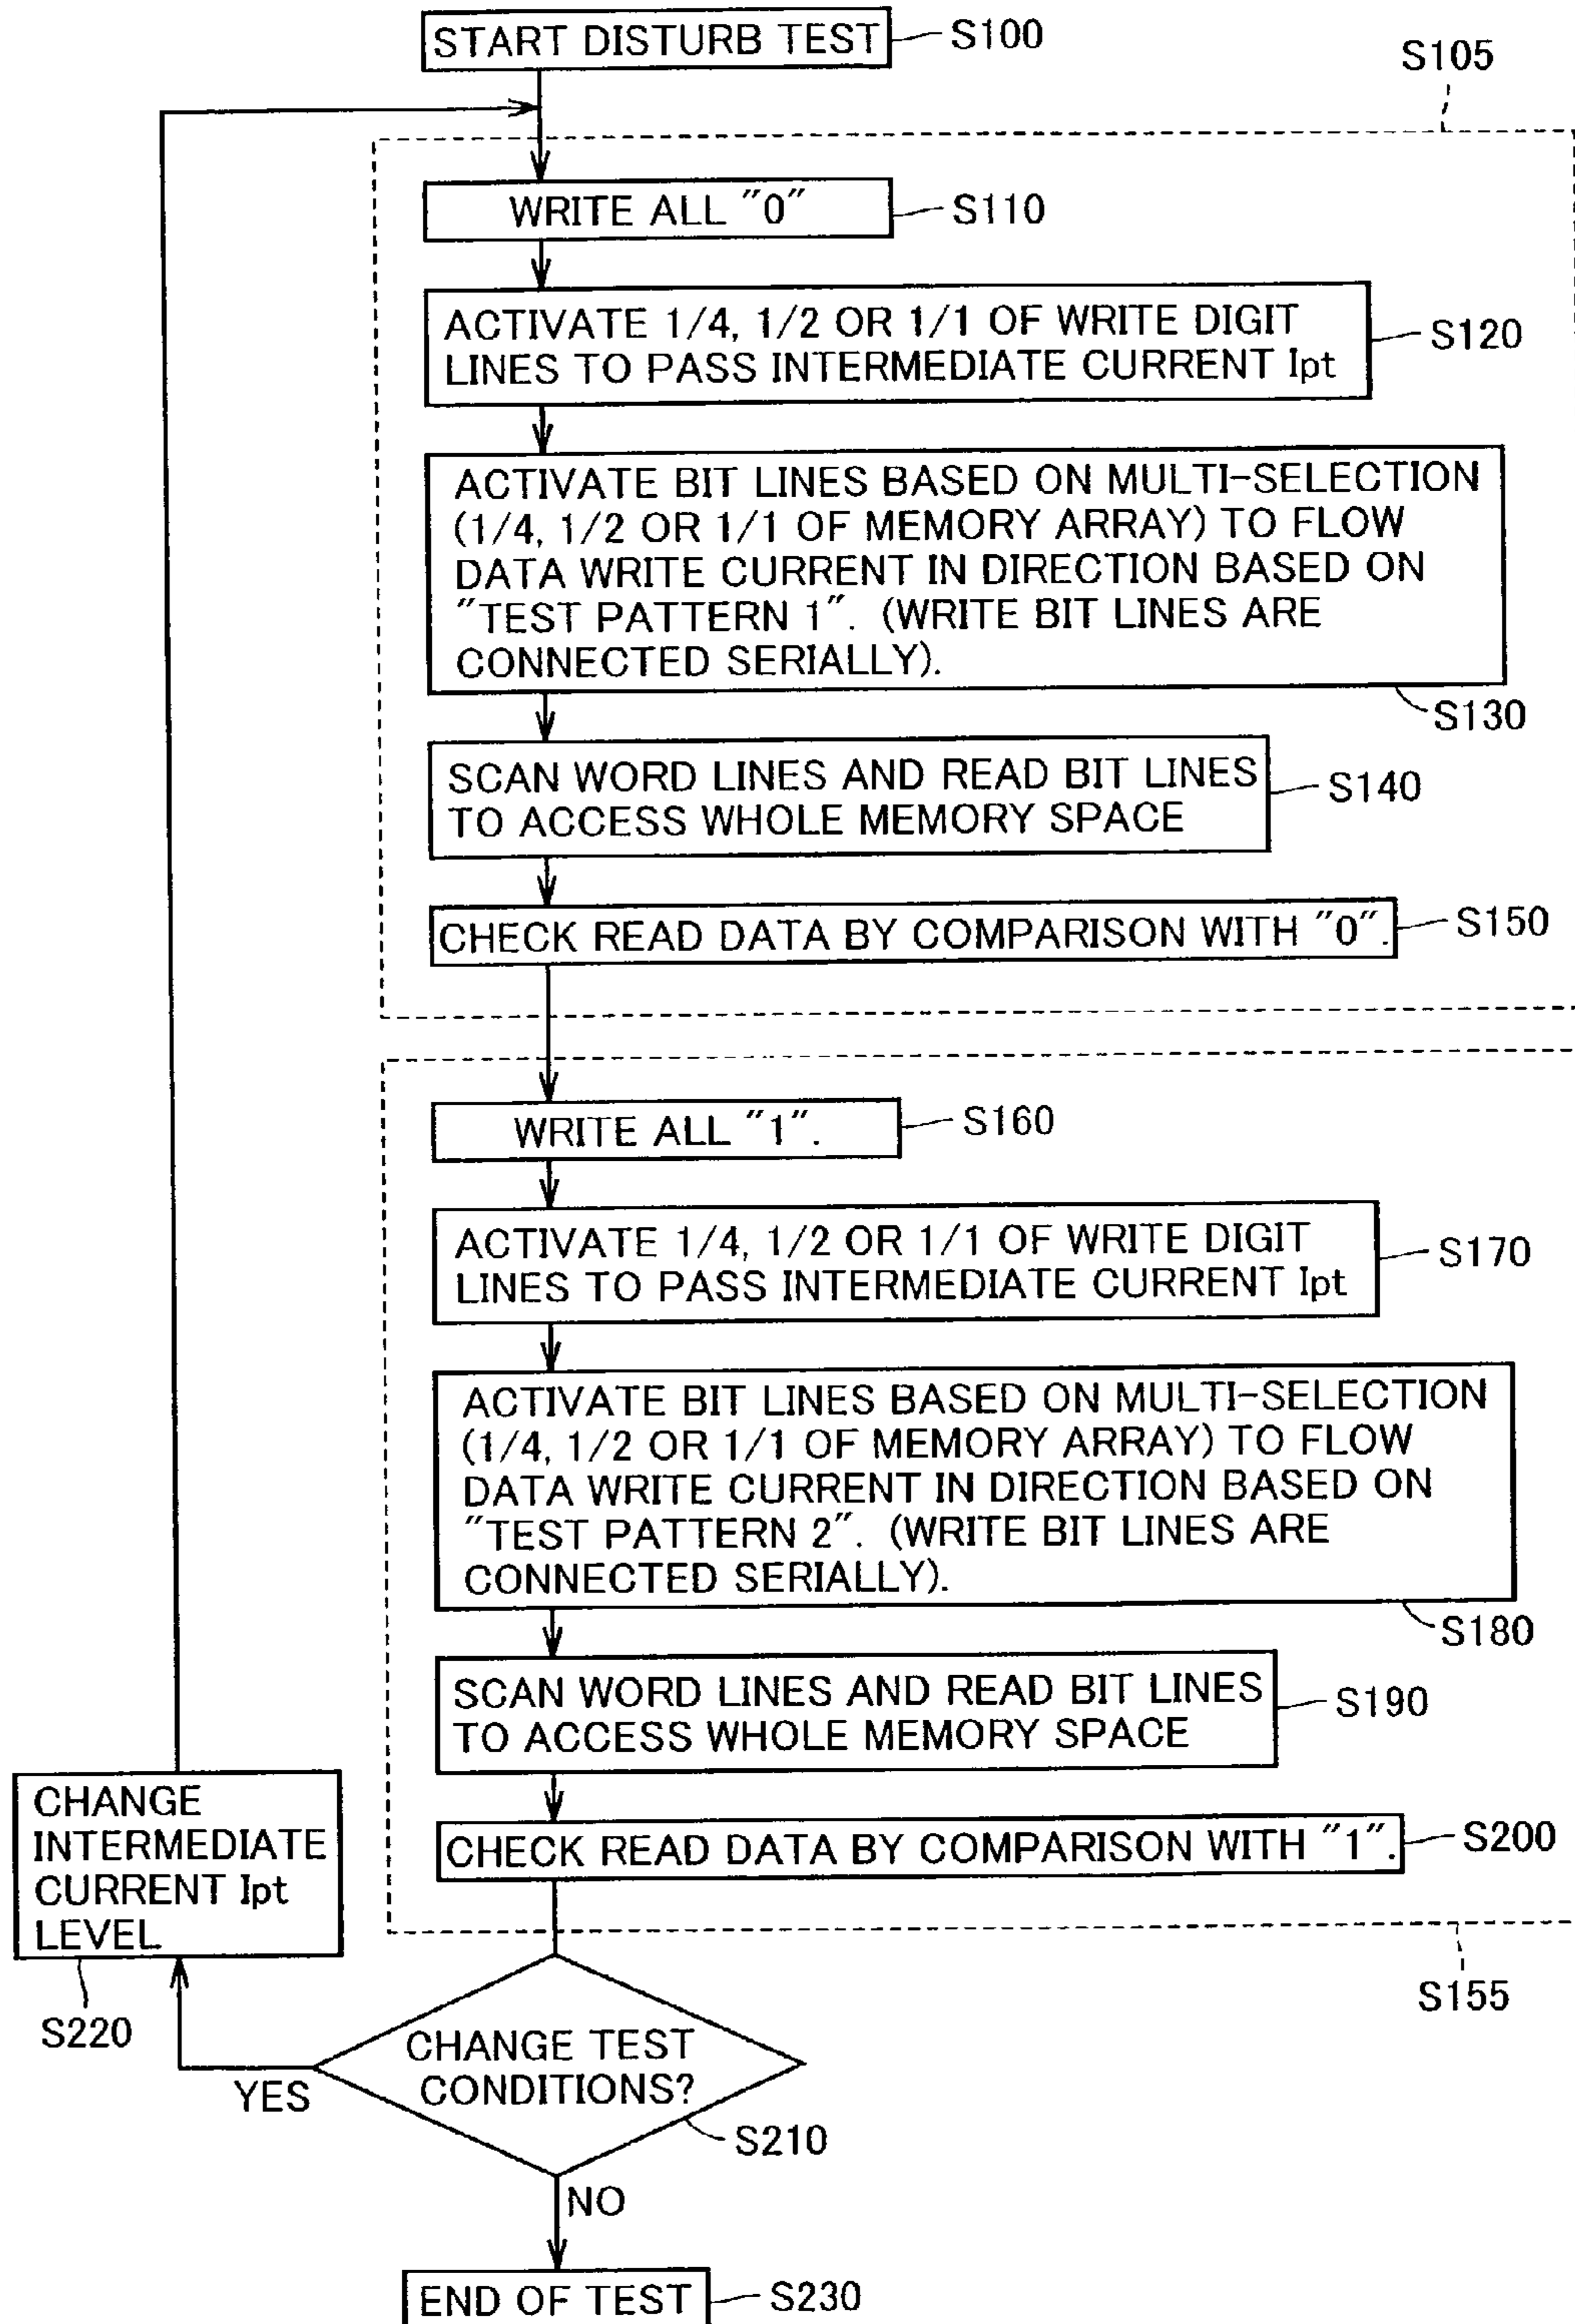 START DISTURB TEST
S100
S105
WRITE ALL "0"
S110
ACTIVATE 1/4, 1/2 OR 1/1 OF WRITE DIGIT
LINES TO PASS INTERMEDIATE CURRENT Ipt
S120
ACTIVATE BIT LINES BASED ON MULTI-SELECTION
(1/4, 1/2 OR 1/1 OF MEMORY ARRAY) TO FLOW
DATA WRITE CURRENT IN DIRECTION BASED ON
"TEST PATTERN 1". (WRITE BIT LINES ARE
CONNECTED SERIALLY).
S130
SCAN WORD LINES AND READ BIT LINES
TO ACCESS WHOLE MEMORY SPACE
S140
CHECK READ DATA BY COMPARISON WITH "0".
S150
WRITE ALL "1".
S160
ACTIVATE 1/4, 1/2 OR 1/1 OF WRITE DIGIT
LINES TO PASS INTERMEDIATE CURRENT Ipt
S170
ACTIVATE BIT LINES BASED ON MULTI-SELECTION
(1/4, 1/2 OR 1/1 OF MEMORY ARRAY) TO FLOW
DATA WRITE CURRENT IN DIRECTION BASED ON
"TEST PATTERN 2". (WRITE BIT LINES ARE
CONNECTED SERIALLY).
S180
SCAN WORD LINES AND READ BIT LINES
TO ACCESS WHOLE MEMORY SPACE
S190
CHECK READ DATA BY COMPARISON WITH "1".
S200
S155
CHANGE
INTERMEDIATE
CURRENT Ipt
LEVEL
S220
CHANGE TEST
CONDITIONS?
S210
YES
NO
END OF TEST
S230